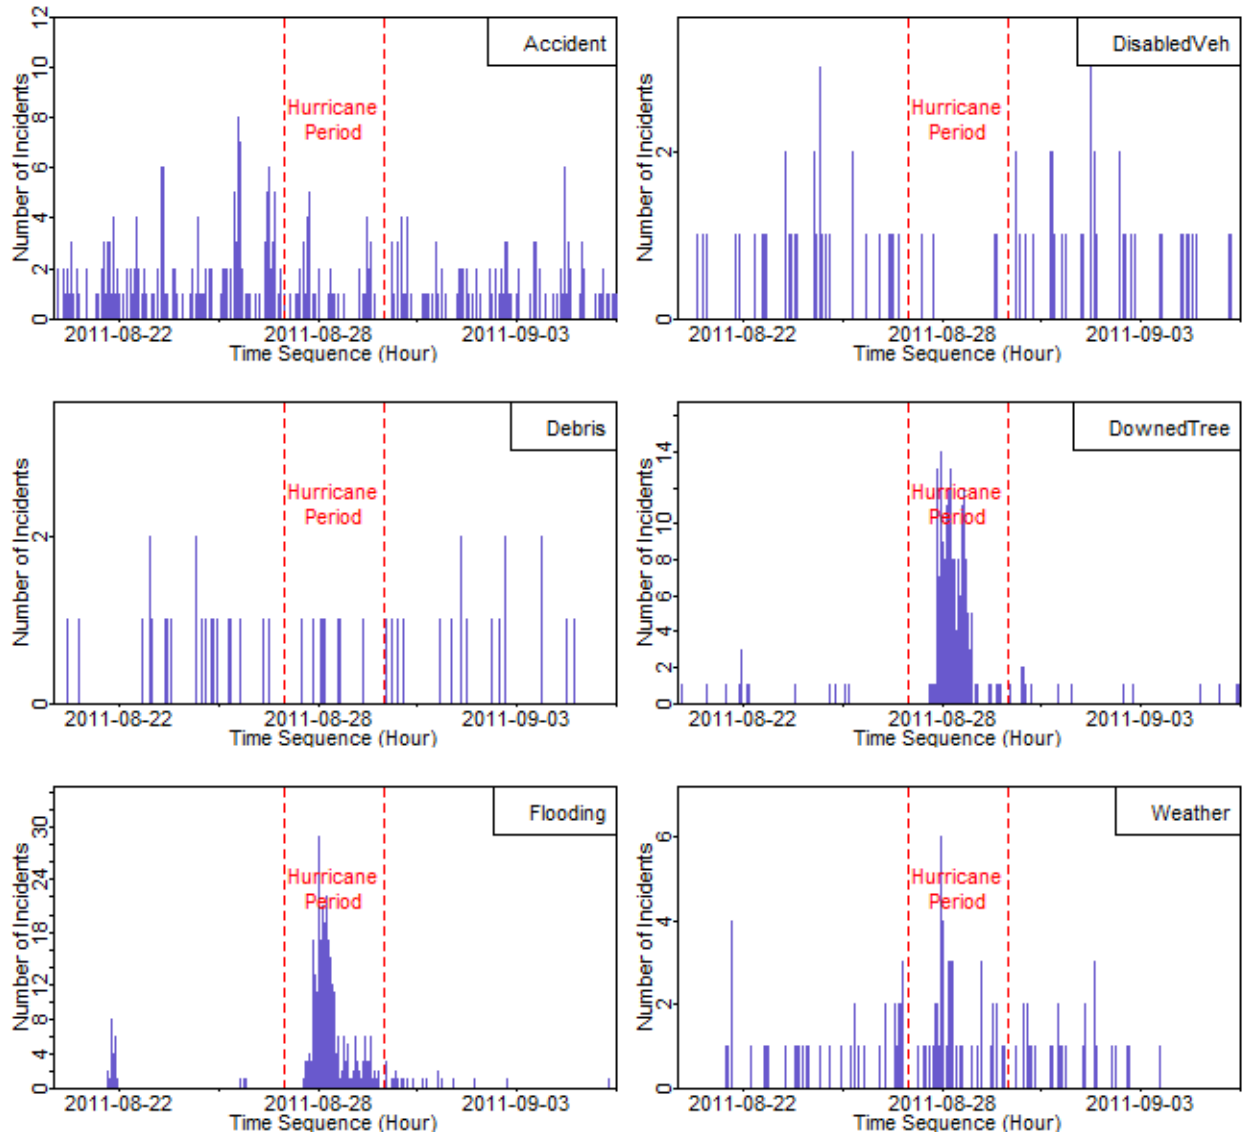 Accident
Number of Incidents
12
10
8
6
4
2
0
Hurricane
Period
2011-08-22
2011-08-28
2011-09-03
Time Sequence (Hour)
DisabledVeh
Number of Incidents
2
0
Hurricane
Period
2011-08-22
2011-08-28
2011-09-03
Time Sequence (Hour)
Debris
Number of Incidents
2
0
Hurricane
Period
2011-08-22
2011-08-28
2011-09-03
Time Sequence (Hour)
DownedTree
Number of Incidents
14
10
8
6
4
2
0
Hurricane
Period
2011-08-22
2011-08-28
2011-09-03
Time Sequence (Hour)
Flooding
Number of Incidents
30
24
18
12
8
4
0
Hurricane
Period
2011-08-22
2011-08-28
2011-09-03
Time Sequence (Hour)
Weather
Number of Incidents
6
4
2
0
Hurricane
Period
2011-08-22
2011-08-28
2011-09-03
Time Sequence (Hour)